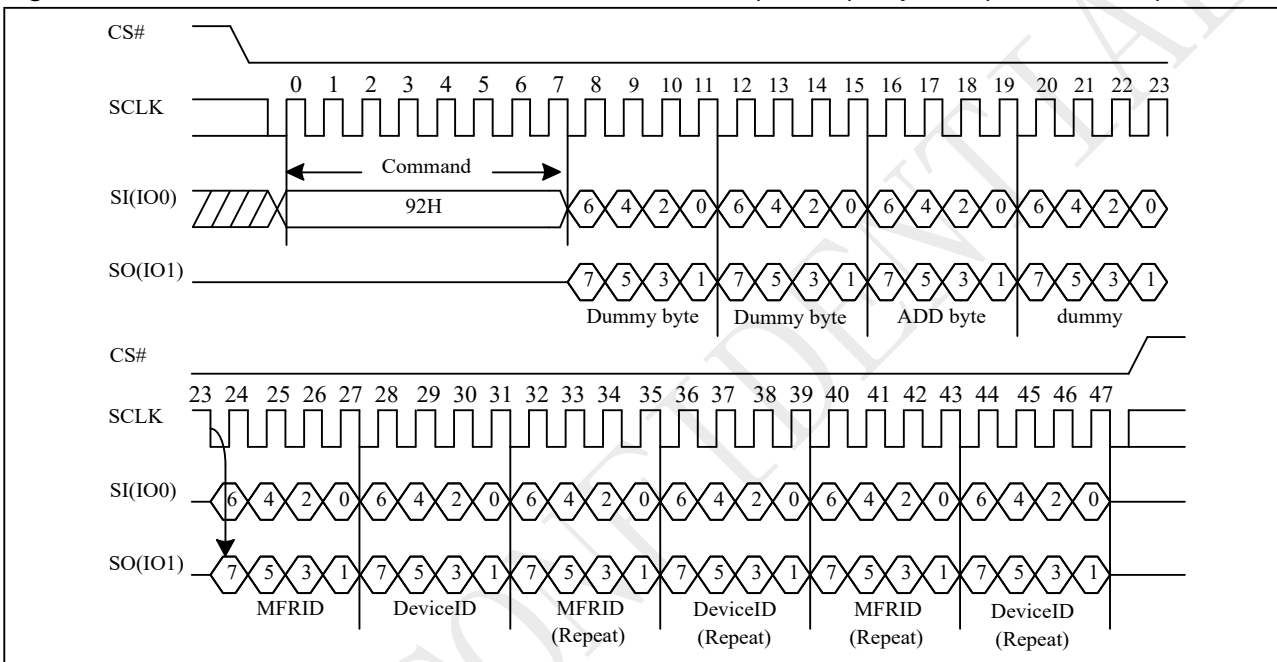 CS#
0 1 2 3 4 5 6 7 8 9 10 11 12 13 14 15 16 17 18 19 20 21 22 23
SCLK
Command
SI(IO0) 92H 6 4 2 0 6 4 2 0 6 4 2 0 6 4 2 0
SO(IO1) 7 5 3 1 7 5 3 1 7 5 3 1 7 5 3 1
Dummy byte Dummy byte ADD byte dummy
CS#
23 24 25 26 27 28 29 30 31 32 33 34 35 36 37 38 39 40 41 42 43 44 45 46 47
SCLK
SI(IO0) 6 4 2 0 6 4 2 0 6 4 2 0 6 4 2 0 6 4 2 0 6 4 2 0
SO(IO1) 7 5 3 1 7 5 3 1 7 5 3 1 7 5 3 1 7 5 3 1 7 5 3 1
MFRID DeviceID MFRID DeviceID MFRID DeviceID
(Repeat) (Repeat) (Repeat) (Repeat)